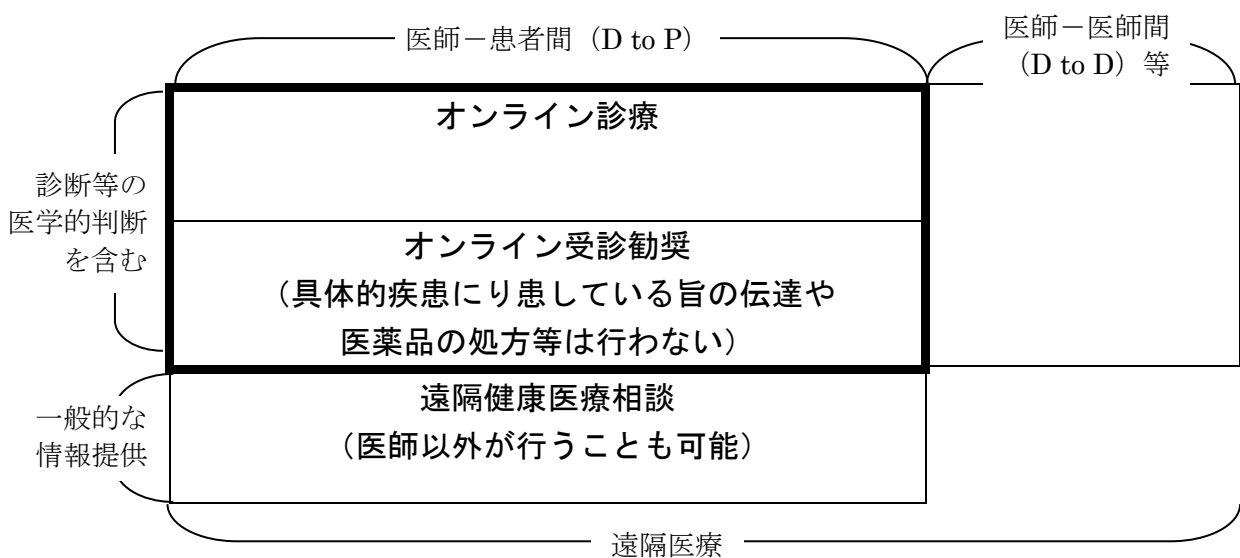 医師－患者間（D to P）
医師－医師間
（D to D）等
オンライン診療
診断等の
医学的判断
を含む
オンライン受診勧奨
（具体的疾患にり患している旨の伝達や
医薬品の処方等は行わない）
一般的な
情報提供
遠隔健康医療相談
（医師以外が行うことも可能）
遠隔医療